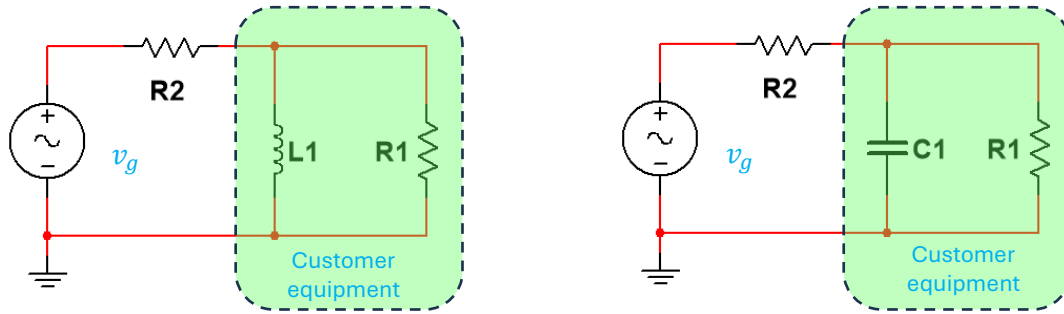 R2
+
−
v_g
L1
R1
Customer
equipment
R2
+
−
v_g
C1
R1
Customer
equipment